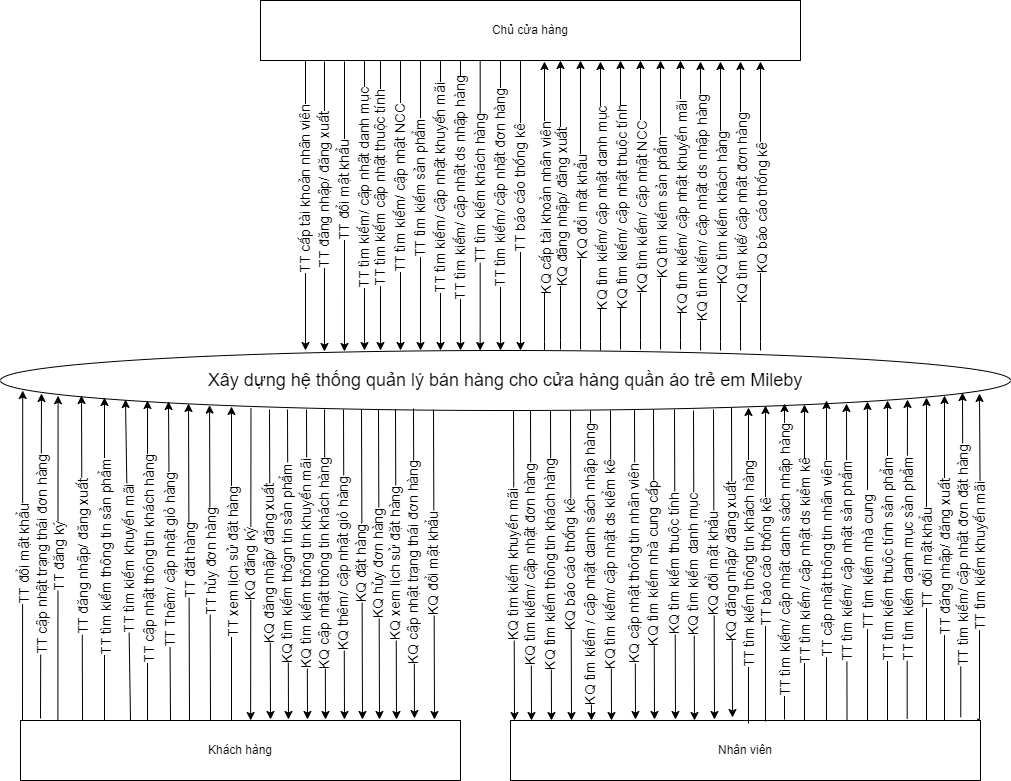 Chủ cửa hàng
TT cấp tài khoản nhân viên
TT đăng nhập/ đăng xuất
TT đổi mật khẩu
TT tìm kiếm/ cập nhật danh mục
TT tìm kiếm cập nhật thuộc tính
TT tìm kiếm/ cập nhật NCC
TT tìm kiếm sản phẩm
TT tìm kiếm/ cập nhật khuyến mãi
TT tìm kiếm/ cập nhật ds nhập hàng
TT tìm kiếm khách hàng
TT tìm kiếm/ cập nhật đơn hàng
TT báo cáo thống kê
KQ cấp tài khoản nhân viên
KQ đăng nhập/ đăng xuất
KQ đổi mật khẩu
KQ tìm kiếm/ cập nhật danh mục
KQ tìm kiếm/ cập nhật thuộc tính
KQ tìm kiếm/ cập nhật NCC
KQ tìm kiếm sản phẩm
KQ tìm kiếm/ cập nhật khuyến mãi
KQ tìm kiếm/ cập nhật ds nhập hàng
KQ tìm kiếm khách hàng
KQ tìm kiế/ cập nhật đơn hàng
KQ báo cáo thống kê
Xây dựng hệ thống quản lý bán hàng cho cửa hàng quần áo trẻ em Mileby
TT đổi mật khẩu
TT cập nhật trạng thái đơn hàng
TT đăng ký
TT đăng nhập/ đăng xuất
TT tìm kiếm thông tin sản phẩm
TT tìm kiếm khuyến mãi
TT cập nhật thông tin khách hàng
TT Thêm/ cập nhật giỏ hàng
TT đặt hàng
TT hủy đơn hàng
TT xem lịch sử đặt hàng
KQ đăng ký
KQ đăng nhập/ đăng xuất
KQ tìm kiếm thôgn tin sản phẩm
KQ tìm kiếm thông tin khuyến mãi
KQ cập nhật thông tin khách hàng
KQ thêm/ cập nhật giỏ hàng
KQ đặt hàng
KQ hủy đơn hàng
KQ xem lịch sử đặt hàng
KQ cập nhật trạng thái đơn hàng
KQ đổi mật khẩu
KQ tìm kiếm khuyến mãi
KQ tìm kiếm/ cập nhật đơn hàng
KQ tìm kiếm thông tin khách hàng
KQ báo cáo thống kê
KQ tìm kiếm / cập nhật danh sách nhập hàng
KQ tìm kiếm/ cập nhật ds kiểm kê
KQ cập nhật thông tin nhân viên
KQ tìm kiếm nhà cung cấp
KQ tìm kiếm thuộc tính
KQ tìm kiếm danh mục
KQ đổi mật khẩu
KQ đăng nhập/ đăng xuất
TT tìm kiếm thông tin khách hàng
TT báo cáo thống kê
TT tìm kiếm/ cập nhật danh sách nhập hàng
TT tìm kiếm/ cập nhật ds kiểm kê
TT cập nhật thông tin nhân viên
TT tìm kiếm/ cập nhật sản phẩm
TT tìm kiếm nhà cung
TT tìm kiếm thuộc tính sản phẩm
TT tìm kiếm danh mục sản phẩm
TT đổi mật khẩu
TT đăng nhập/ đăng xuất
TT tìm kiếm/ cập nhật đơn đặt hàng
TT tìm kiếm khuyến mãi
Khách hàng
Nhân viên